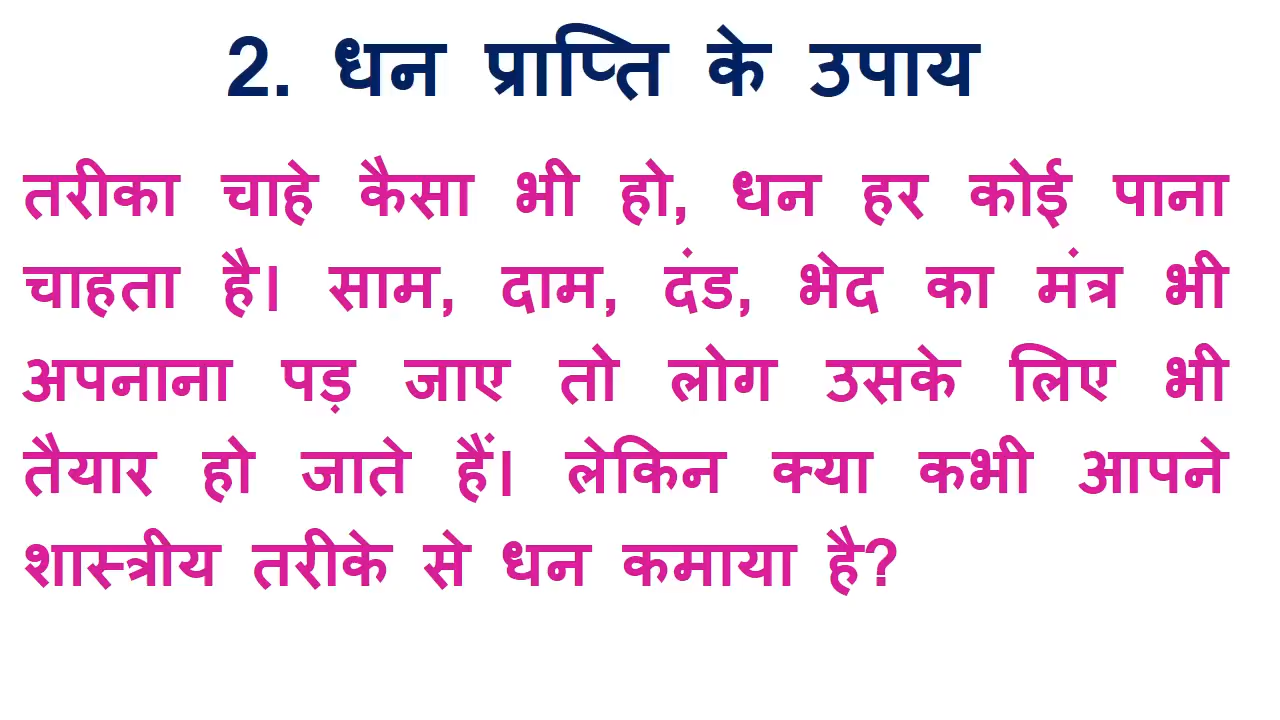 2. धन प्राप्ति के उपाय
तरीका चाहे कैसा भी हो, धन हर कोई पाना
चाहता है। साम, दाम, दंड, भेद का मंत्र भी
अपनाना पड़ जाए तो लोग उसके लिए भी
तैयार हो जाते हैं। लेकिन क्या कभी आपने
शास्त्रीय तरीके से धन कमाया है?